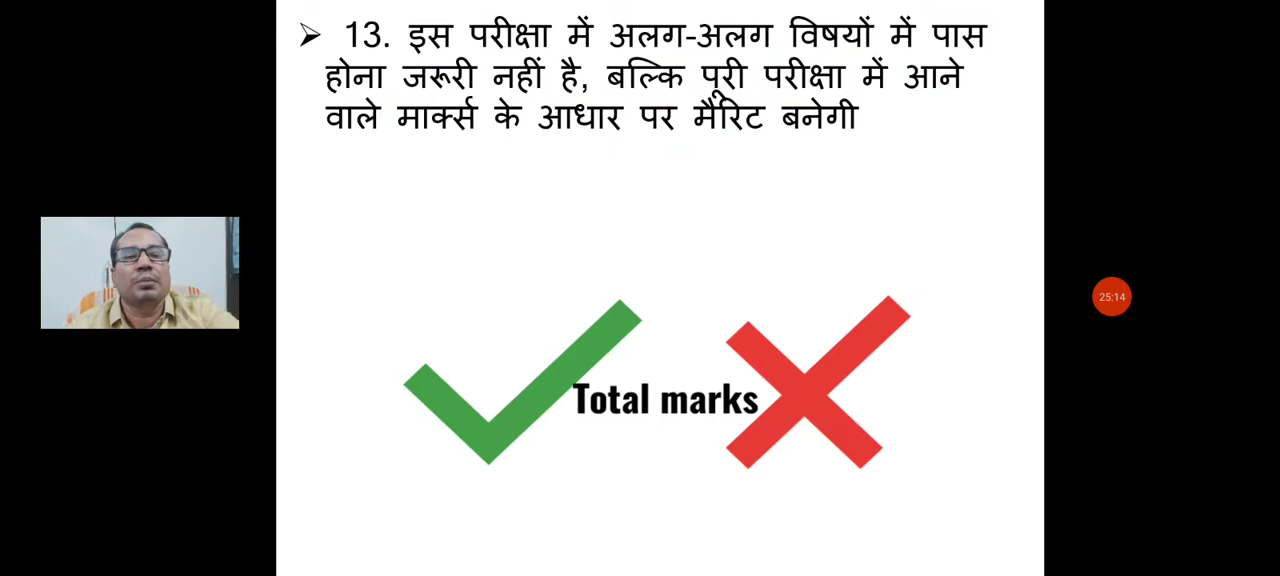 ➢ 13. इस परीक्षा में अलग-अलग विषयों में पास
होना जरूरी नहीं है, बल्कि पूरी परीक्षा में आने
वाले मार्क्स के आधार पर मैरिट बनेगी
Total marks
25:14